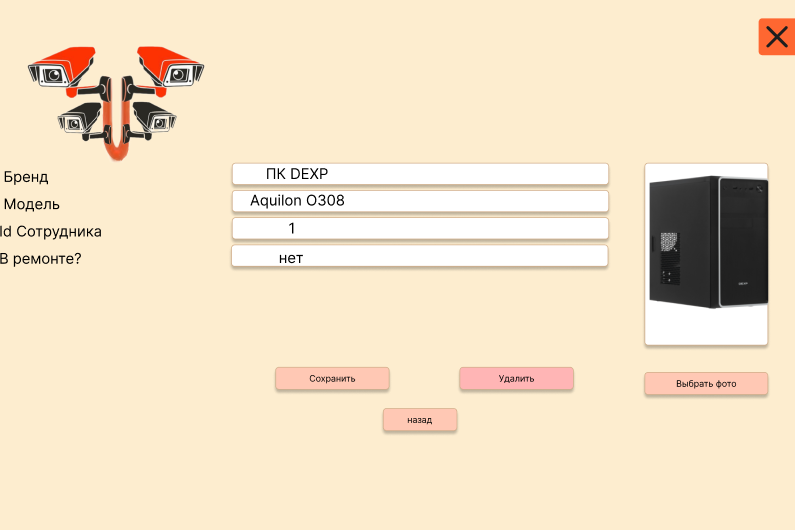 Бренд
ПК DEXP
Модель
Aquilon O308
Id Сотрудника
1
В ремонте?
нет
Сохранить
Удалить
Выбрать фото
назад